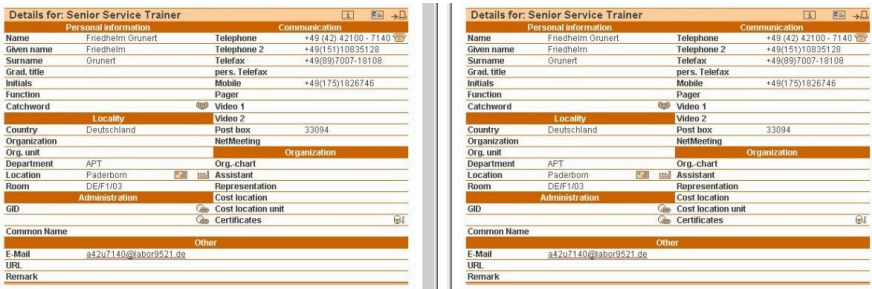 Details for: Senior Service Trainer
Personal information Communication
Name Friedhelm Grunert Telephone +49 (42) 42100 - 7140
Given name Friedhelm Telephone 2 +49(151)10835128
Surname Grunert Telefax +49(89)7007-18108
Grad. title pers. Telefax
Initials Mobile +49(175)1826746
Function Pager
Catchword Video 1
Locality Video 2
Country Deutschland Post box 33094
Organization NetMeeting
Org. unit Organization
Department APT Org.-chart
Location Paderborn Assistant
Room DE/F1/03 Representation
Administration Cost location
GID Cost location unit
Certificates
Common Name
Other
E-Mail a42u7140@labor9521.de
URL
Remark
Details for: Senior Service Trainer
Personal information Communication
Name Friedhelm Grunert Telephone +49 (42) 42100 - 7140
Given name Friedhelm Telephone 2 +49(151)10835128
Surname Grunert Telefax +49(89)7007-18108
Grad. title pers. Telefax
Initials Mobile +49(175)1826746
Function Pager
Catchword Video 1
Locality Video 2
Country Deutschland Post box 33094
Organization NetMeeting
Org. unit Organization
Department APT Org.-chart
Location Paderborn Assistant
Room DE/F1/03 Representation
Administration Cost location
GID Cost location unit
Certificates
Common Name
Other
E-Mail a42u7140@labor9521.de
URL
Remark